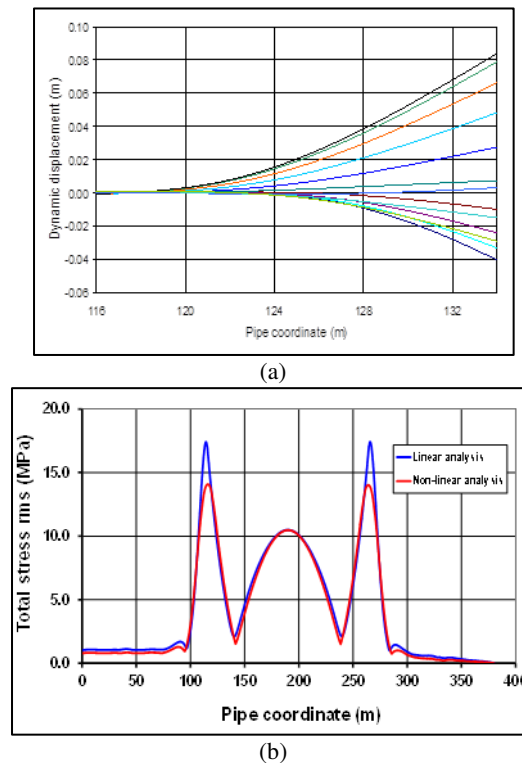 0.10
0.08
0.06
0.04
0.02
0.00
-0.02
-0.04
-0.06
Dynamic displacement (m)
116 120 124 128 132
Pipe coordinate (m)
(a)
20.0
15.0
10.0
5.0
0.0
Total stress rms (MPa)
Linear analysis
Non-linear analysis
0 50 100 150 200 250 300 350 400
Pipe coordinate (m)
(b)